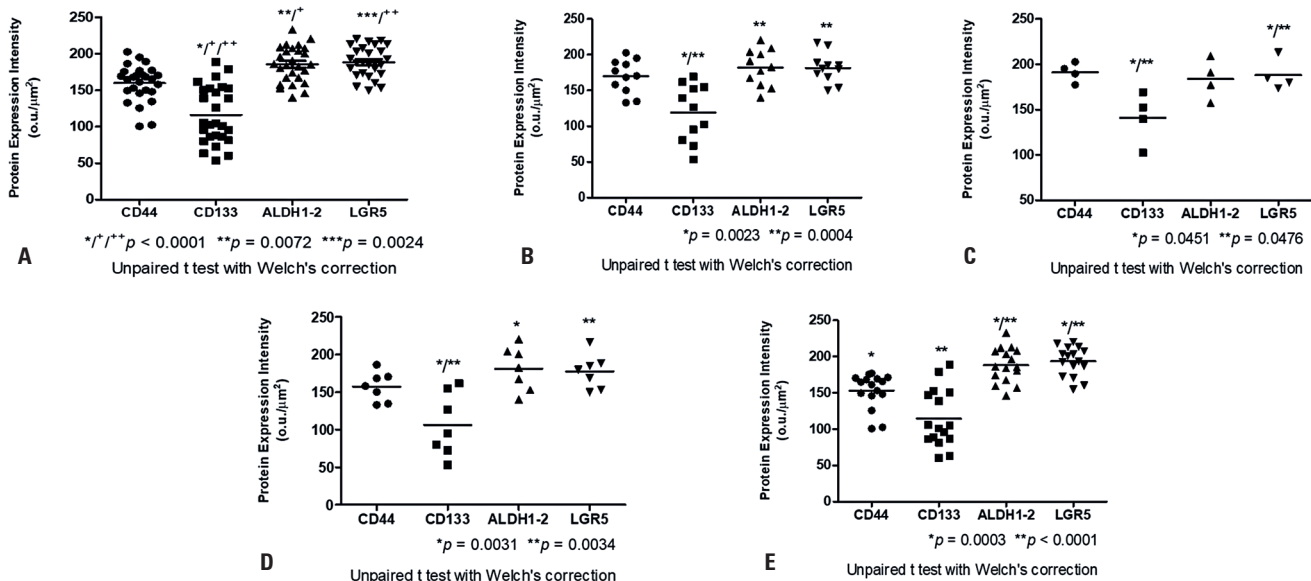 Protein Expression Intensity
(o.u./μm²)
250
200
150
100
50
0
*/+/++
**/+
***/++
CD44
CD133
ALDH1-2
LGR5
*/+/++p < 0.0001 **p = 0.0072 ***p = 0.0024
A
Unpaired t test with Welch's correction
Protein Expression Intensity
(o.u./μm²)
250
200
150
100
50
0
*/**
**
**
CD44
CD133
ALDH1-2
LGR5
*p = 0.0023 **p = 0.0004
B
Unpaired t test with Welch's correction
Protein Expression Intensity
(o.u./μm²)
250
200
150
100
50
*/**
*/**
CD44
CD133
ALDH1-2
LGR5
*p = 0.0451 **p = 0.0476
C
Unpaired t test with Welch's correction
Protein Expression Intensity
(o.u./μm²)
250
200
150
100
50
0
*/**
*
**
CD44
CD133
ALDH1-2
LGR5
*p = 0.0031 **p = 0.0034
D
Unpaired t test with Welch's correction
Protein Expression Intensity
(o.u./μm²)
250
200
150
100
50
0
*
**
*/**
*/**
CD44
CD133
ALDH1-2
LGR5
*p = 0.0003 **p < 0.0001
E
Unpaired t test with Welch's correction